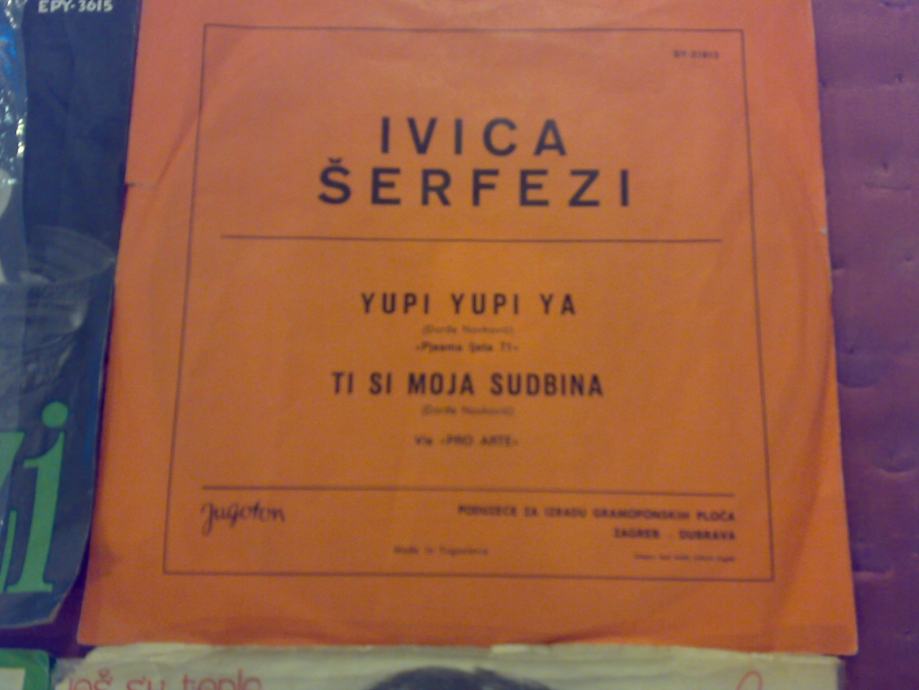 EPY-3615
IVICA
ŠERFEZI
YUPI YUPI YA
(Đorđe Novković)
«Pjesma ljeta 71»
TI SI MOJA SUDBINA
(Đorđe Novković)
Vis «PRO ARTE»
Jugoton
PODUZEĆE ZA IZRADU GRAMOFONSKIH PLOČA
ZAGREB - DUBRAVA
Made in Yugoslavia
još su tople